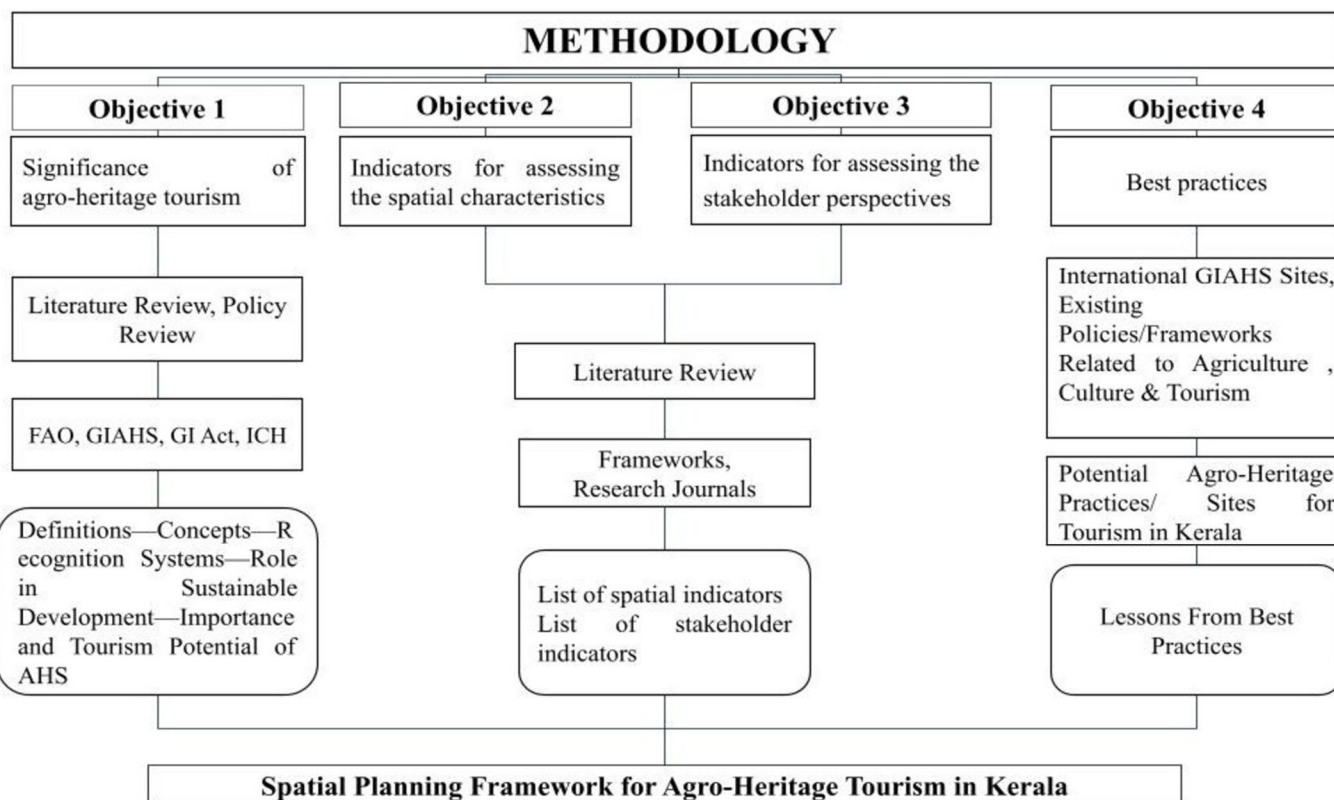 METHODOLOGY
Objective 1
Significance of
agro-heritage tourism
Literature Review, Policy
Review
FAO, GIAHS, GI Act, ICH
Definitions—Concepts—R
ecognition Systems—Role
in Sustainable
Development—Importance
and Tourism Potential of
AHS
Objective 2
Indicators for assessing
the spatial characteristics
Objective 3
Indicators for assessing the
stakeholder perspectives
Literature Review
Frameworks,
Research Journals
List of spatial indicators
List of stakeholder
indicators
Objective 4
Best practices
International GIAHS Sites,
Existing
Policies/Frameworks
Related to Agriculture ,
Culture & Tourism
Potential Agro-Heritage
Practices/ Sites for
Tourism in Kerala
Lessons From Best
Practices
Spatial Planning Framework for Agro-Heritage Tourism in Kerala